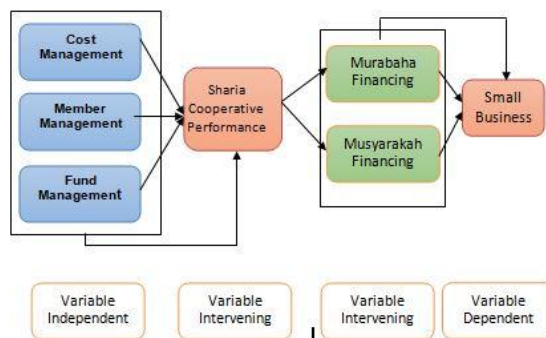 Cost
Management
Member
Management
Fund
Management
Sharia
Cooperative
Performance
Murabaha
Financing
Musyarakah
Financing
Small
Business
Variable
Independent
Variable
Intervening
Variable
Intervening
Variable
Dependent